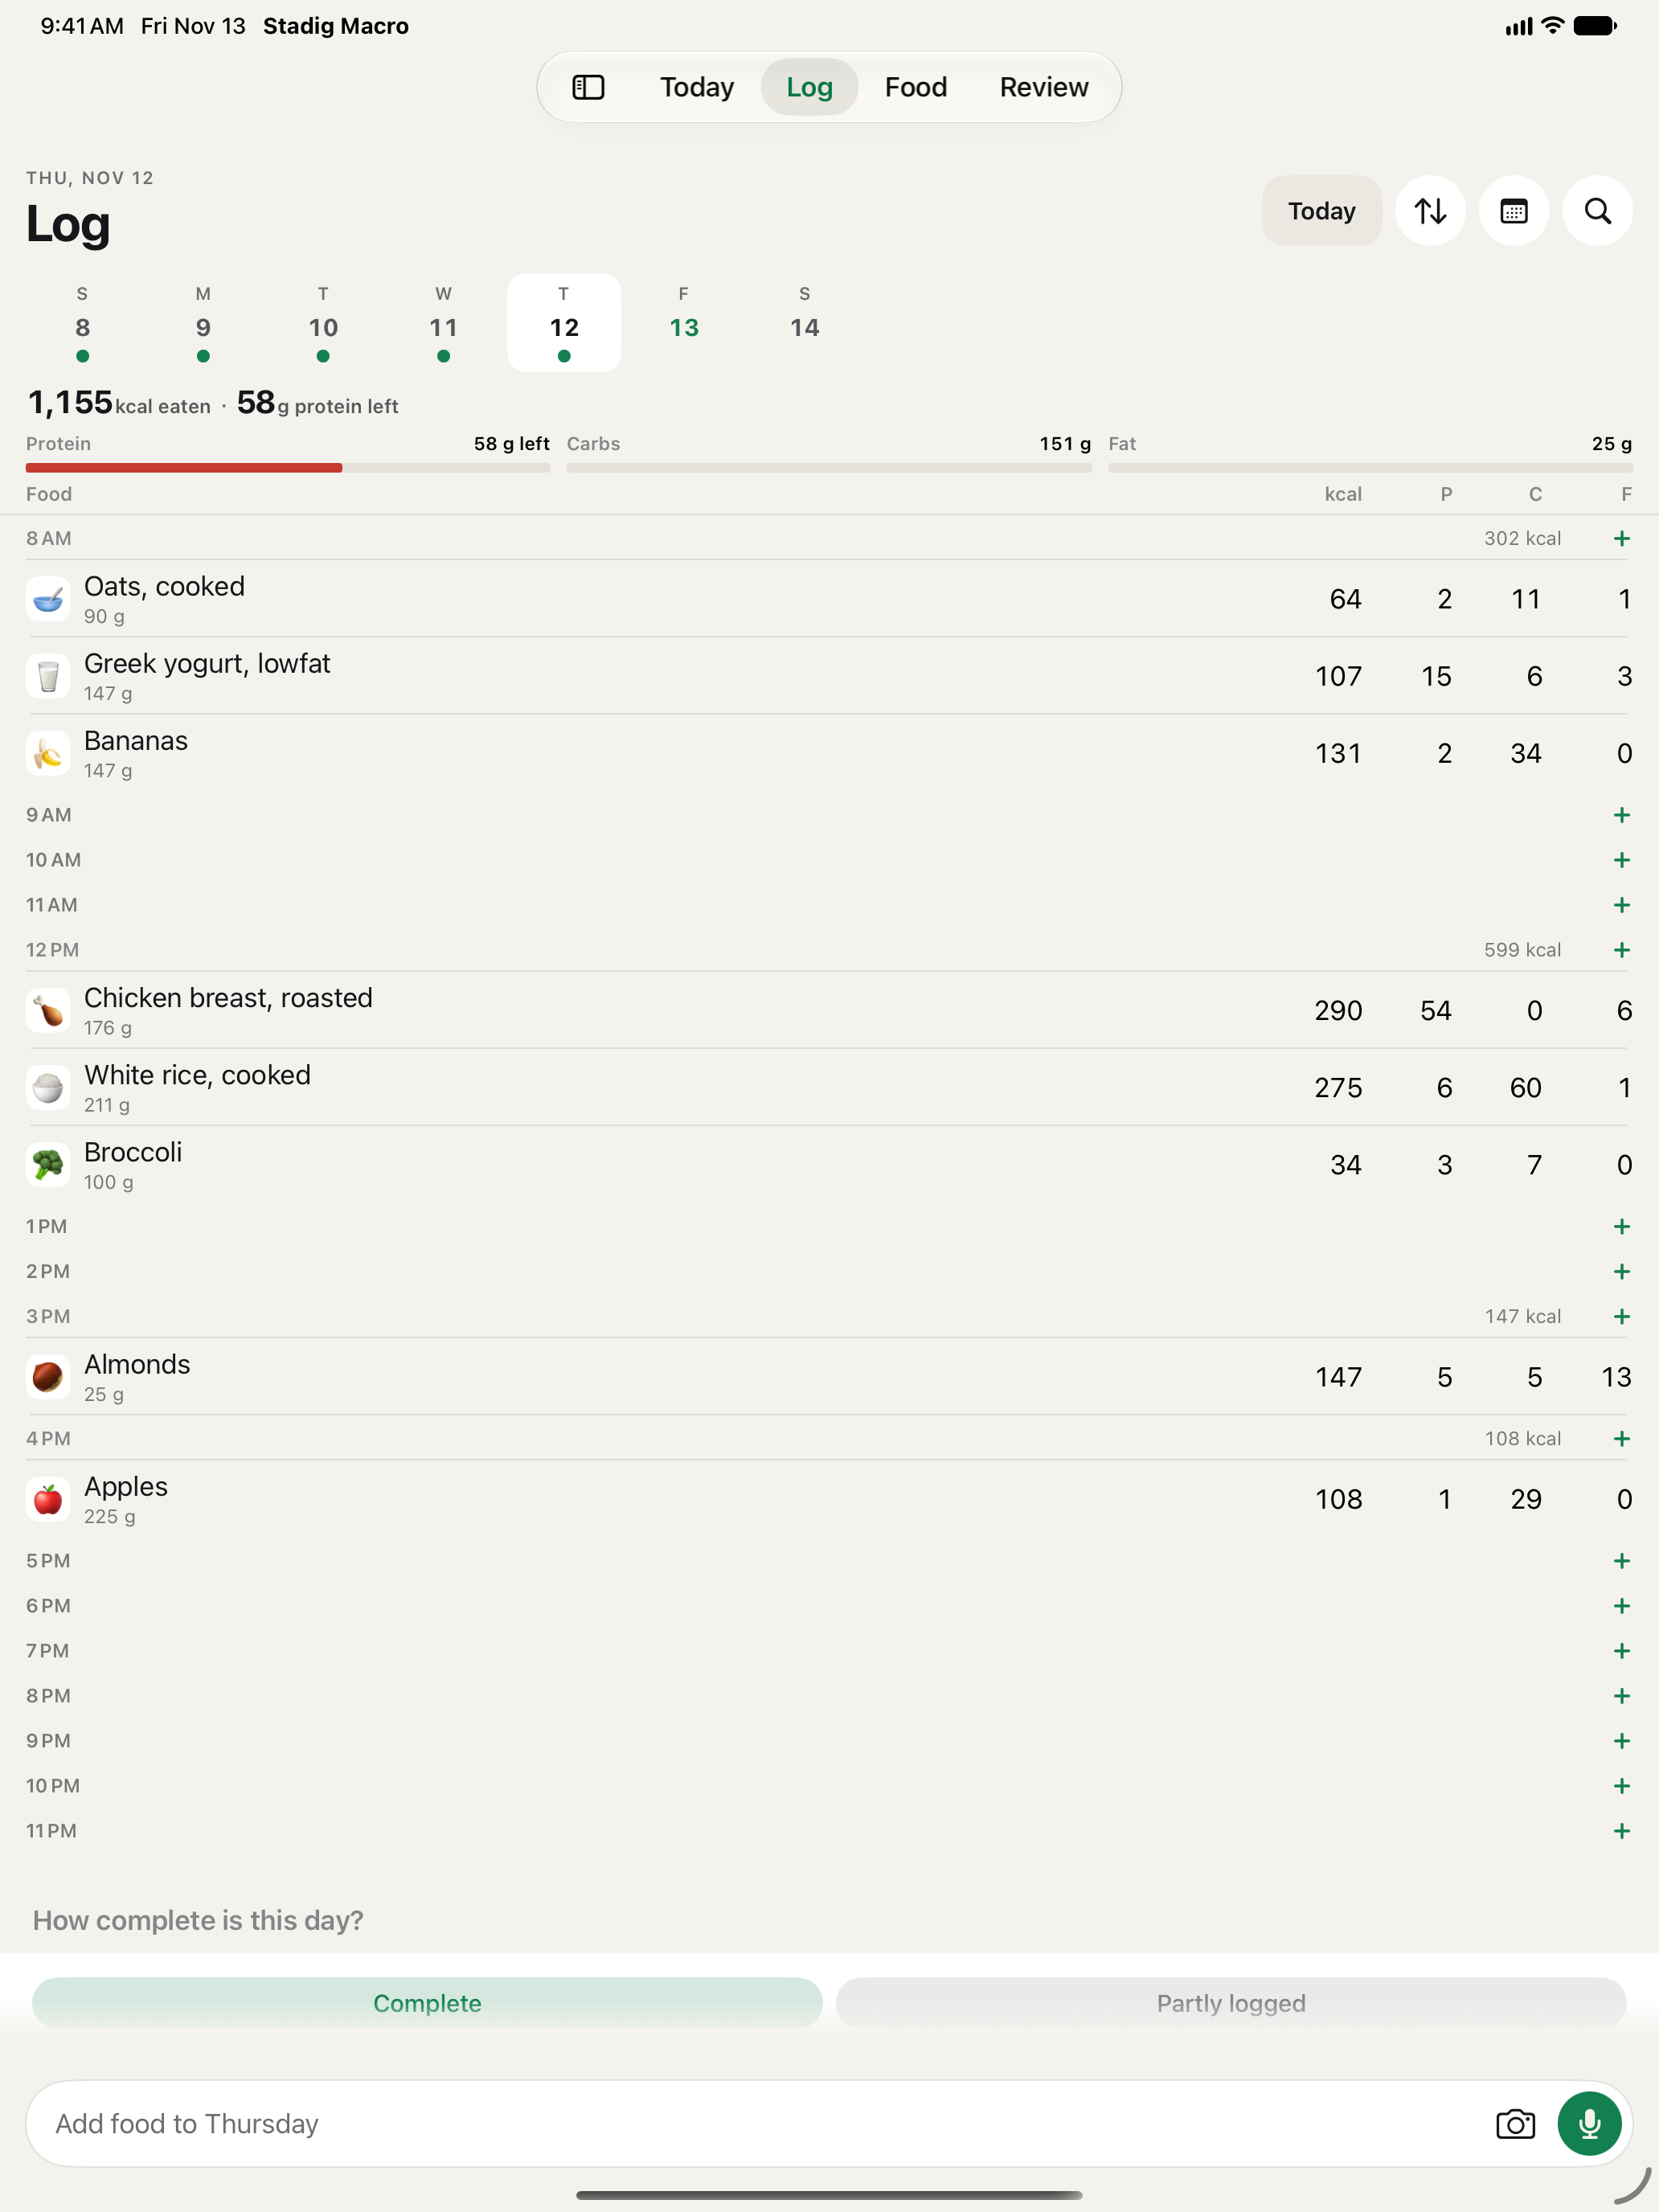 9:41 AM Fri Nov 13 Stadig Macro
Today Log Food Review
THU, NOV 12
Log
Today
S M T W T F S
8 9 10 11 12 13 14
1,155 kcal eaten · 58 g protein left
Protein 58 g left Carbs 151 g Fat 25 g
Food kcal P C F
8 AM 302 kcal +
Oats, cooked 64 2 11 1
90 g
Greek yogurt, lowfat 107 15 6 3
147 g
Bananas 131 2 34 0
147 g
9 AM +
10 AM +
11 AM +
12 PM 599 kcal +
Chicken breast, roasted 290 54 0 6
176 g
White rice, cooked 275 6 60 1
211 g
Broccoli 34 3 7 0
100 g
1 PM +
2 PM +
3 PM 147 kcal +
Almonds 147 5 5 13
25 g
4 PM 108 kcal +
Apples 108 1 29 0
225 g
5 PM +
6 PM +
7 PM +
8 PM +
9 PM +
10 PM +
11 PM +
How complete is this day?
Complete Partly logged
Add food to Thursday